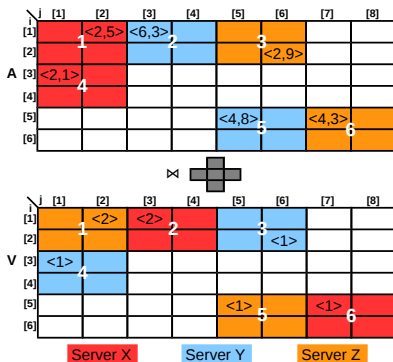 j [1] [2] [3] [4] [5] [6] [7] [8]
i
[1] <2,5> <6,3>
1 2 3
[2] <2,9>
A [3] <2,1>
4
[4]
[5] <4,8> <4,3>
5 6
[6]
⋈
j [1] [2] [3] [4] [5] [6] [7] [8]
i
[1] <2> <2>
1 2 3
[2] <1>
V [3] <1>
4
[4]
[5] <1> <1>
5 6
[6]
Server X Server Y Server Z